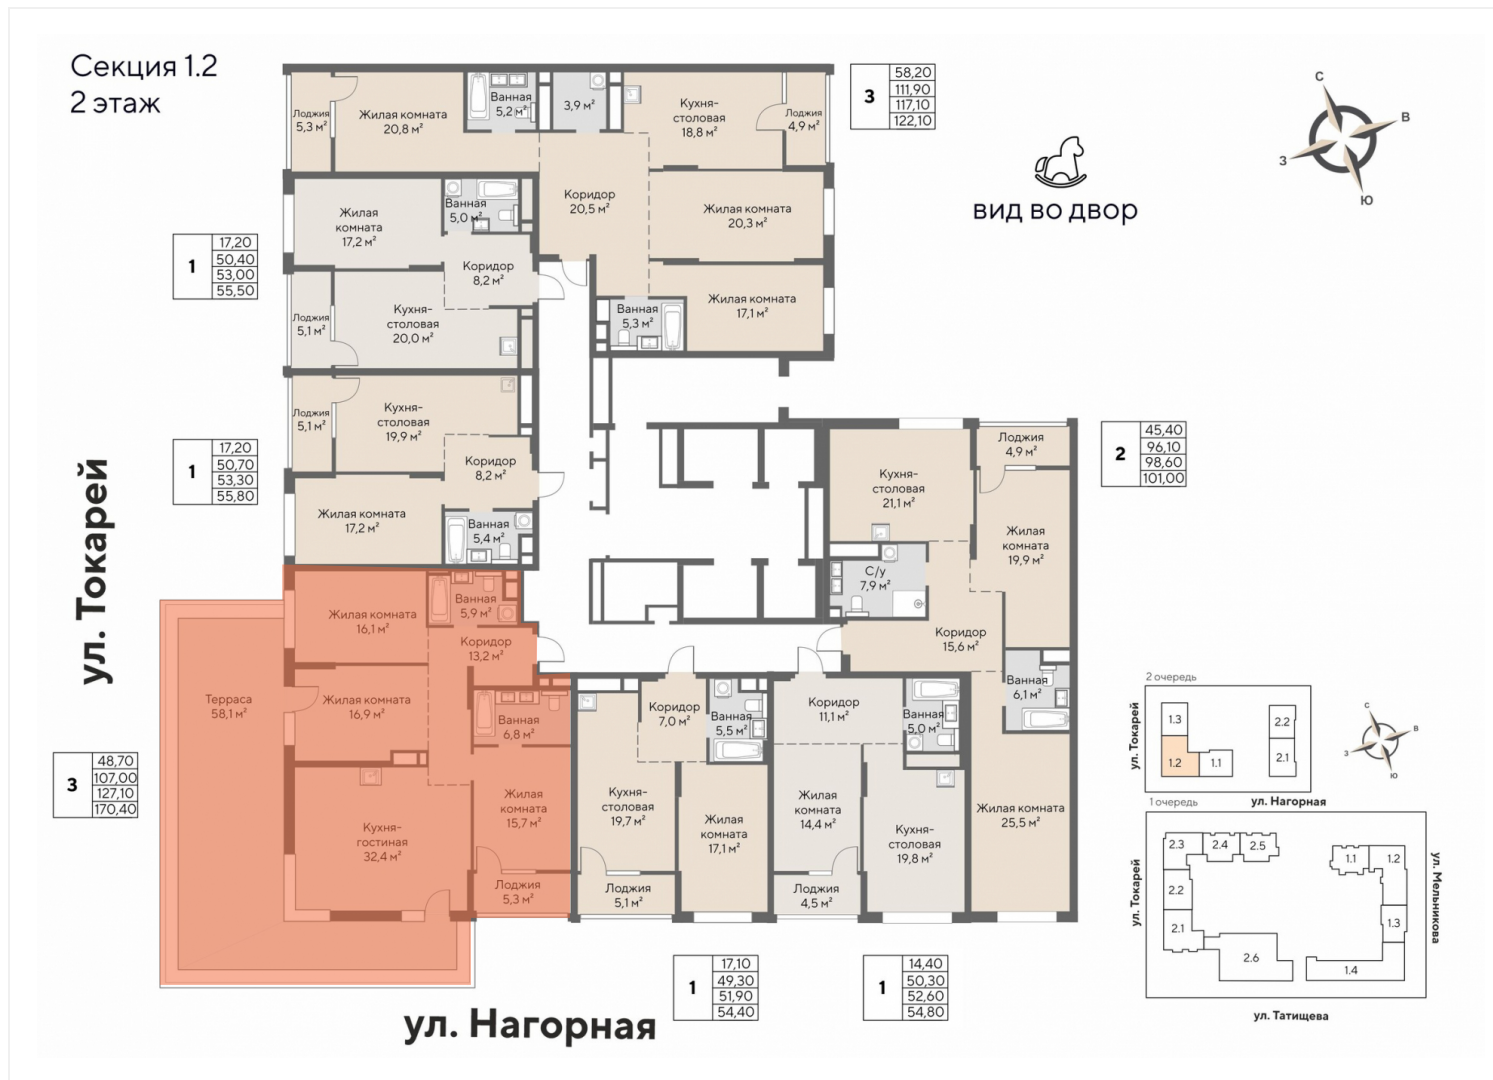 Секция 1.2
2 этаж
3
58,20
111,90
117,10
122,10
С
В
З
Ю
вид во двор
Лоджия
5,3 м²
Жилая комната
20,8 м²
Ванная
5,2 м²
3,9 м²
Кухня-
столовая
18,8 м²
Лоджия
4,9 м²
Коридор
20,5 м²
Жилая комната
20,3 м²
Жилая комната
17,1 м²
Ванная
5,3 м²
1
17,20
50,40
53,00
55,50
Жилая
комната
17,2 м²
Ванная
5,0 м²
Коридор
8,2 м²
Лоджия
5,1 м²
Кухня-
столовая
20,0 м²
1
17,20
50,70
53,30
55,80
Лоджия
5,1 м²
Кухня-
столовая
19,9 м²
Коридор
8,2 м²
Жилая комната
17,2 м²
Ванная
5,4 м²
2
45,40
96,10
98,60
101,00
Кухня-
столовая
21,1 м²
Лоджия
4,9 м²
Жилая
комната
19,9 м²
С/у
7,9 м²
Коридор
15,6 м²
Ванная
6,1 м²
Жилая комната
25,5 м²
ул. Токарей
3
48,70
107,00
127,10
170,40
Терраса
58,1 м²
Жилая комната
16,1 м²
Ванная
5,9 м²
Коридор
13,2 м²
Жилая комната
16,9 м²
Ванная
6,8 м²
Кухня-
гостиная
32,4 м²
Жилая
комната
15,7 м²
Лоджия
5,3 м²
Коридор
7,0 м²
Ванная
5,5 м²
Кухня-
столовая
19,7 м²
Жилая
комната
17,1 м²
Лоджия
5,1 м²
Коридор
11,1 м²
Ванная
5,0 м²
Жилая
комната
14,4 м²
Кухня-
столовая
19,8 м²
Лоджия
4,5 м²
1
17,10
49,30
51,90
54,40
1
14,40
50,30
52,60
54,80
ул. Нагорная
2 очередь
ул. Токарей
1.3
1.2
1.1
2.2
2.1
ул. Нагорная
С
В
З
Ю
1 очередь
ул. Токарей
2.3
2.4
2.5
2.2
2.1
2.6
1.1
1.2
1.3
1.4
ул. Мельникова
ул. Татищева